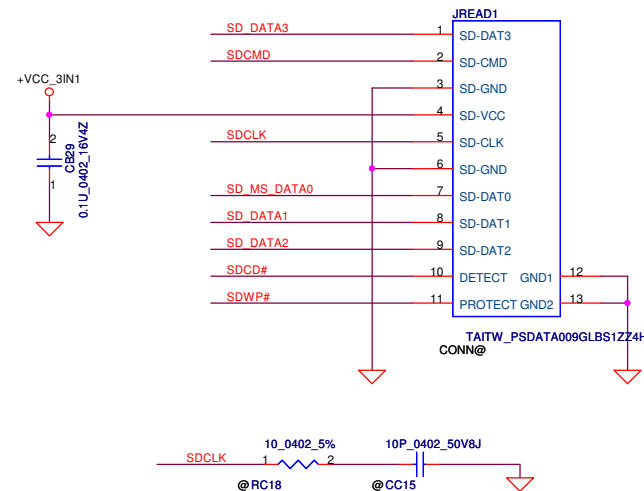 JREAD1
SD_DATA3 1 SD-DAT3
SDCMD 2 SD-CMD
3 SD-GND
+VCC_3IN1
4 SD-VCC
SDCLK 5 SD-CLK
2
CB29
0.1U_0402_16V4Z
1
6 SD-GND
SD_MS_DATA0 7 SD-DAT0
SD_DATA1 8 SD-DAT1
SD_DATA2 9 SD-DAT2
SDCD# 10 DETECT GND1 12
SDWP# 11 PROTECT GND2 13
TAITW_PSDATA009GLBS1ZZ4H
CONN@
10_0402_5% 10P_0402_50V8J
SDCLK 1 2
@RC18 @CC15